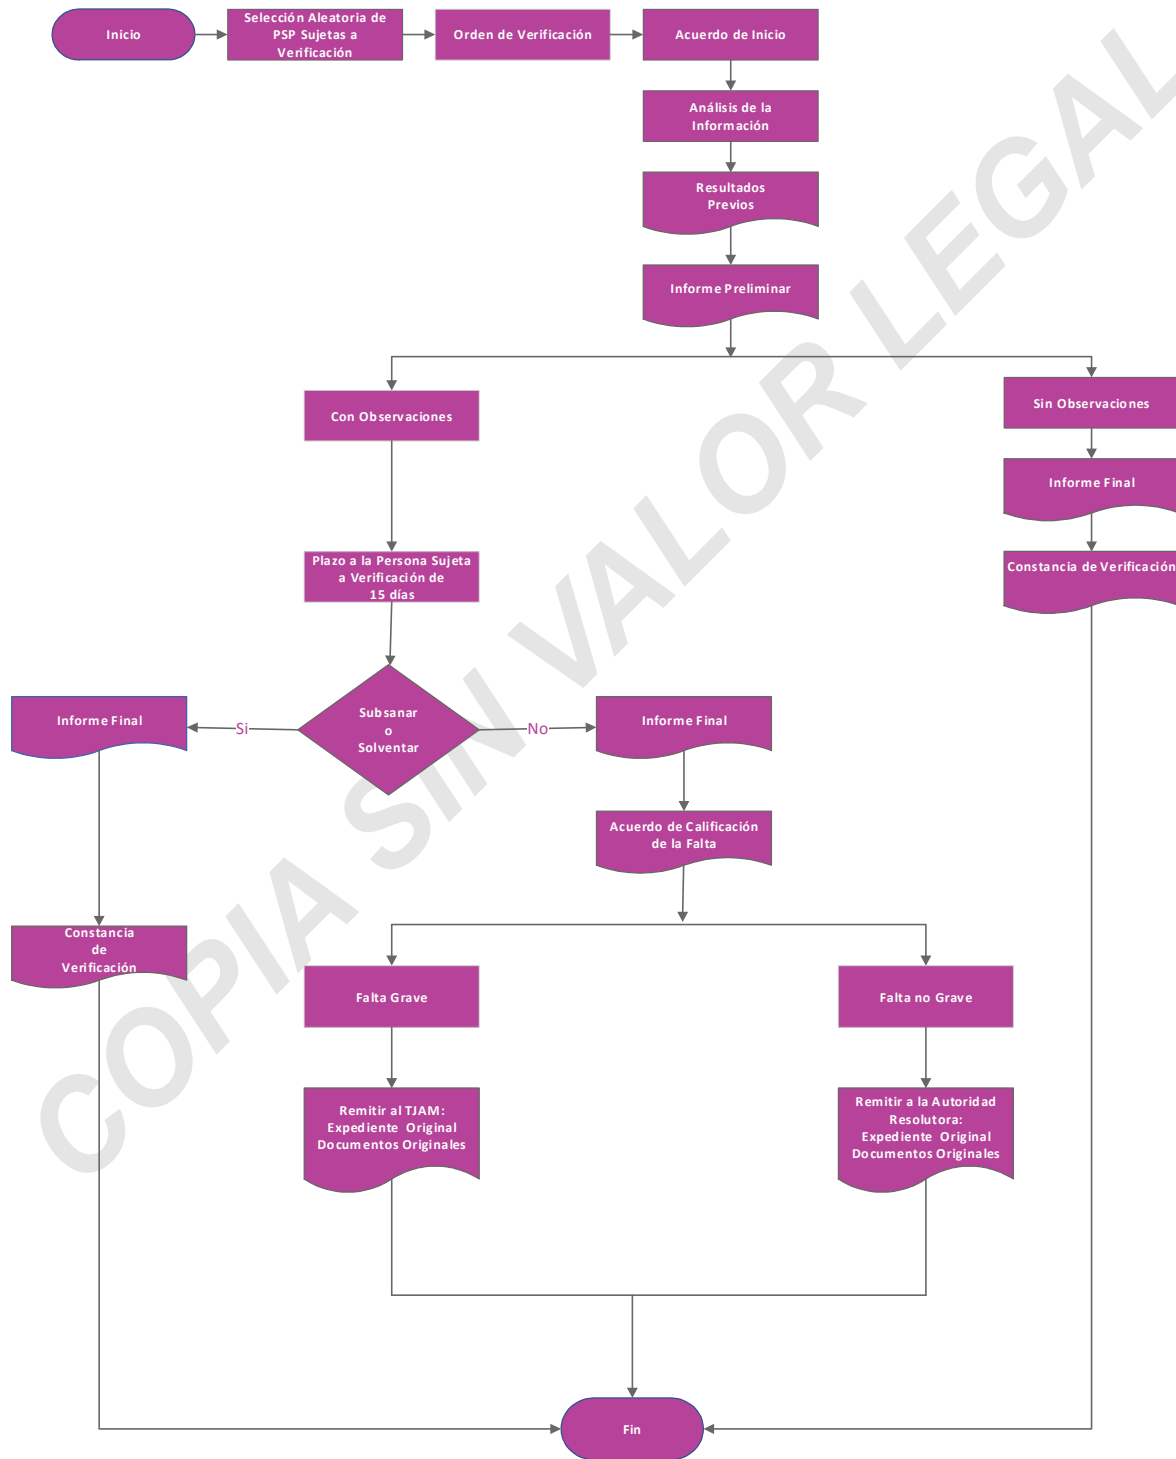 Inicio
Selección Aleatoria de
PSP Sujetas a
Verificación
Orden de Verificación
Acuerdo de Inicio
Análisis de la
Información
Resultados
Previos
Informe Preliminar
Con Observaciones
Sin Observaciones
Informe Final
Constancia de Verificación
Plazo a la Persona Sujeta
a Verificación de
15 días
Subsanar
o
Solventar
Si
No
Informe Final
Informe Final
Acuerdo de Calificación
de la Falta
Constancia
de
Verificación
Falta Grave
Falta no Grave
Remitir al TJAM:
Expediente Original
Documentos Originales
Remitir a la Autoridad
Resolutora:
Expediente Original
Documentos Originales
Fin
COPIA SIN VALOR LEGAL